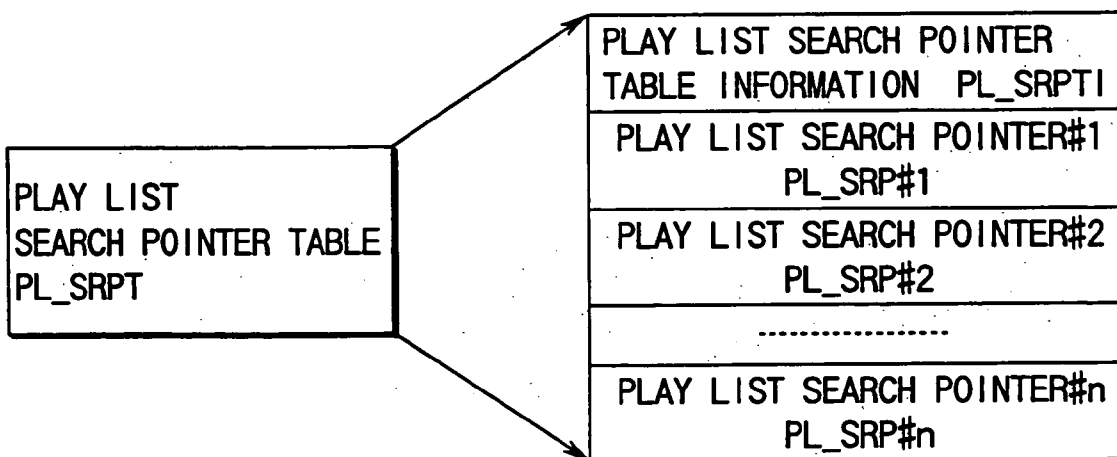 PLAY LIST
SEARCH POINTER TABLE
PL_SRPT
PLAY LIST SEARCH POINTER
TABLE INFORMATION PL_SRPTI
PLAY LIST SEARCH POINTER#1
PL_SRP#1
PLAY LIST SEARCH POINTER#2
PL_SRP#2
-------------------
PLAY LIST SEARCH POINTER#n
PL_SRP#n